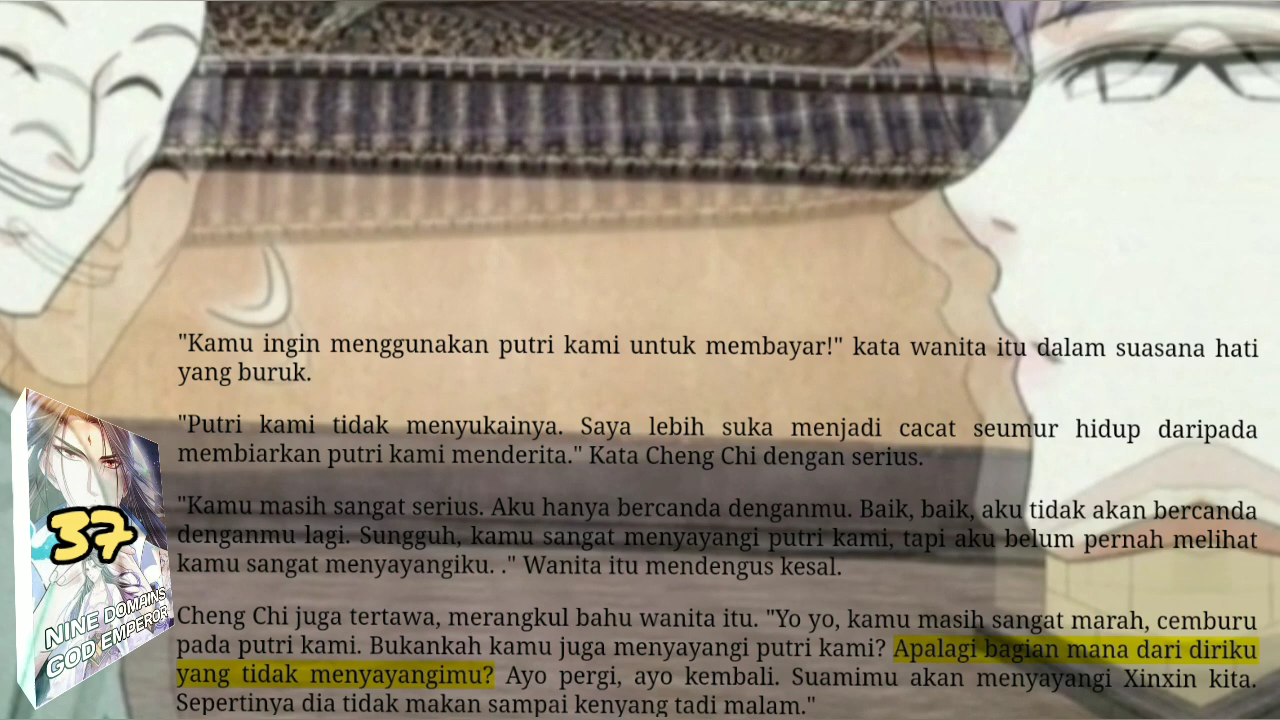 "Kamu ingin menggunakan putri kami untuk membayar!" kata wanita itu dalam suasana hati
yang buruk.
"Putri kami tidak menyukainya. Saya lebih suka menjadi cacat seumur hidup daripada
membiarkan putri kami menderita." Kata Cheng Chi dengan serius.
"Kamu masih sangat serius. Aku hanya bercanda denganmu. Baik, baik, aku tidak akan bercanda
denganmu lagi. Sungguh, kamu sangat menyayangi putri kami, tapi aku belum pernah melihat
kamu sangat menyayangiku. ." Wanita itu mendengus kesal.
Cheng Chi juga tertawa, merangkul bahu wanita itu. "Yo yo, kamu masih sangat marah, cemburu
pada putri kami. Bukankah kamu juga menyayangi putri kami? Apalagi bagian mana dari diriku
yang tidak menyayangimu? Ayo pergi, ayo kembali. Suamimu akan menyayangi Xinxin kita.
Sepertinya dia tidak makan sampai kenyang tadi malam."
37
NINE DOMAINS
GOD EMPEROR